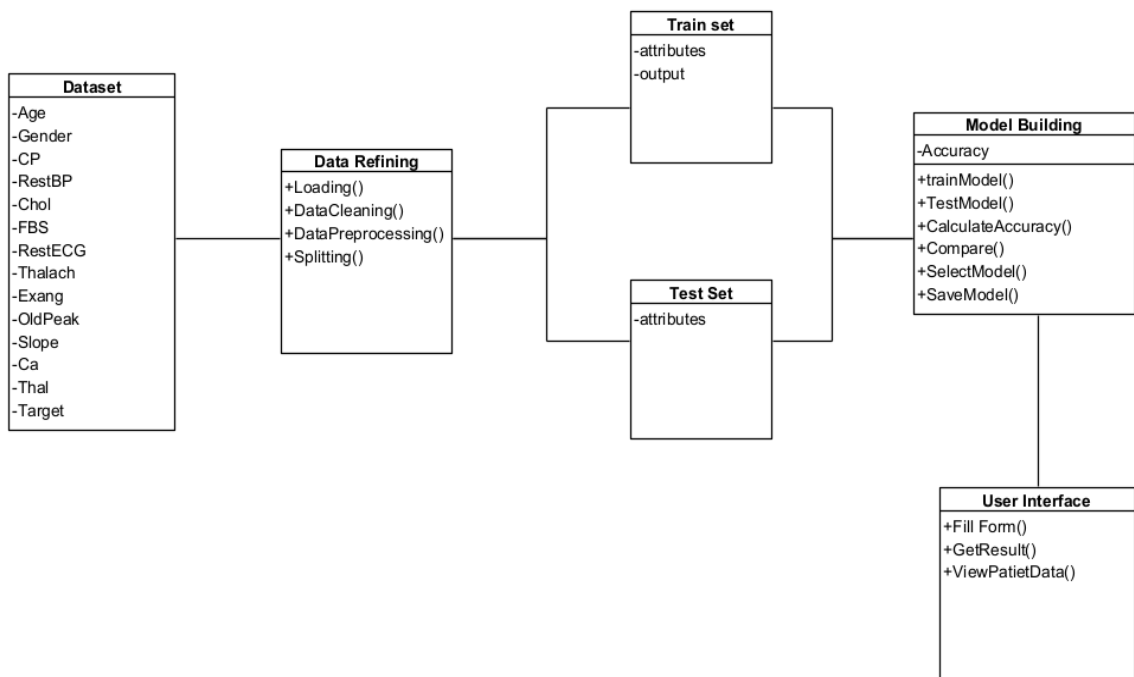 Dataset
-Age
-Gender
-CP
-RestBP
-Chol
-FBS
-RestECG
-Thalach
-Exang
-OldPeak
-Slope
-Ca
-Thal
-Target
Data Refining
+Loading()
+DataCleaning()
+DataPreprocessing()
+Splitting()
Train set
-attributes
-output
Test Set
-attributes
Model Building
-Accuracy
+trainModel()
+TestModel()
+CalculateAccuracy()
+Compare()
+SelectModel()
+SaveModel()
User Interface
+Fill Form()
+GetResult()
+ViewPatietData()